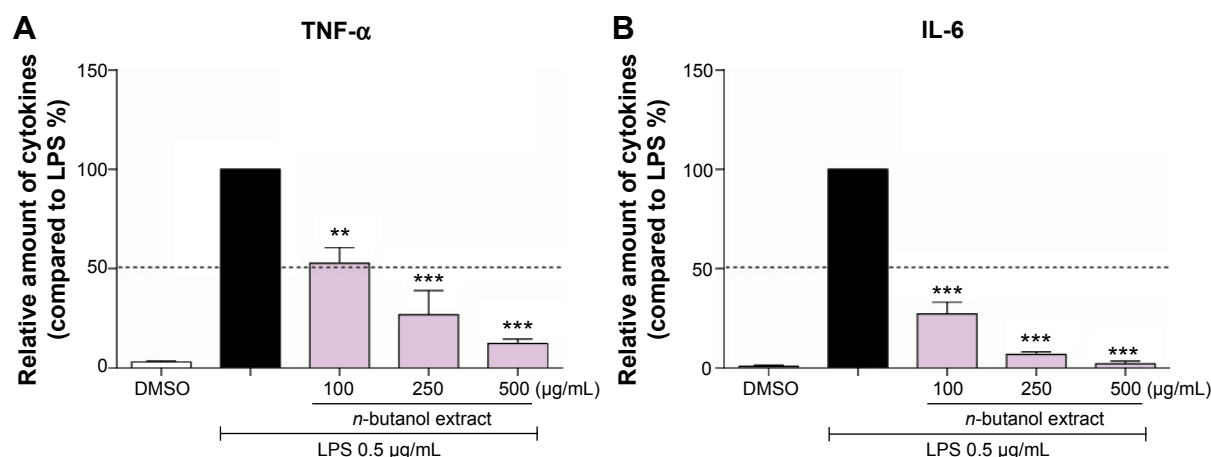 A
TNF-α
Relative amount of cytokines
(compared to LPS %)
150
100
50
0
**
***
***
DMSO
100
250
500 (µg/mL)
n-butanol extract
LPS 0.5 µg/mL
B
IL-6
Relative amount of cytokines
(compared to LPS %)
150
100
50
0
***
***
***
DMSO
100
250
500 (µg/mL)
n-butanol extract
LPS 0.5 µg/mL